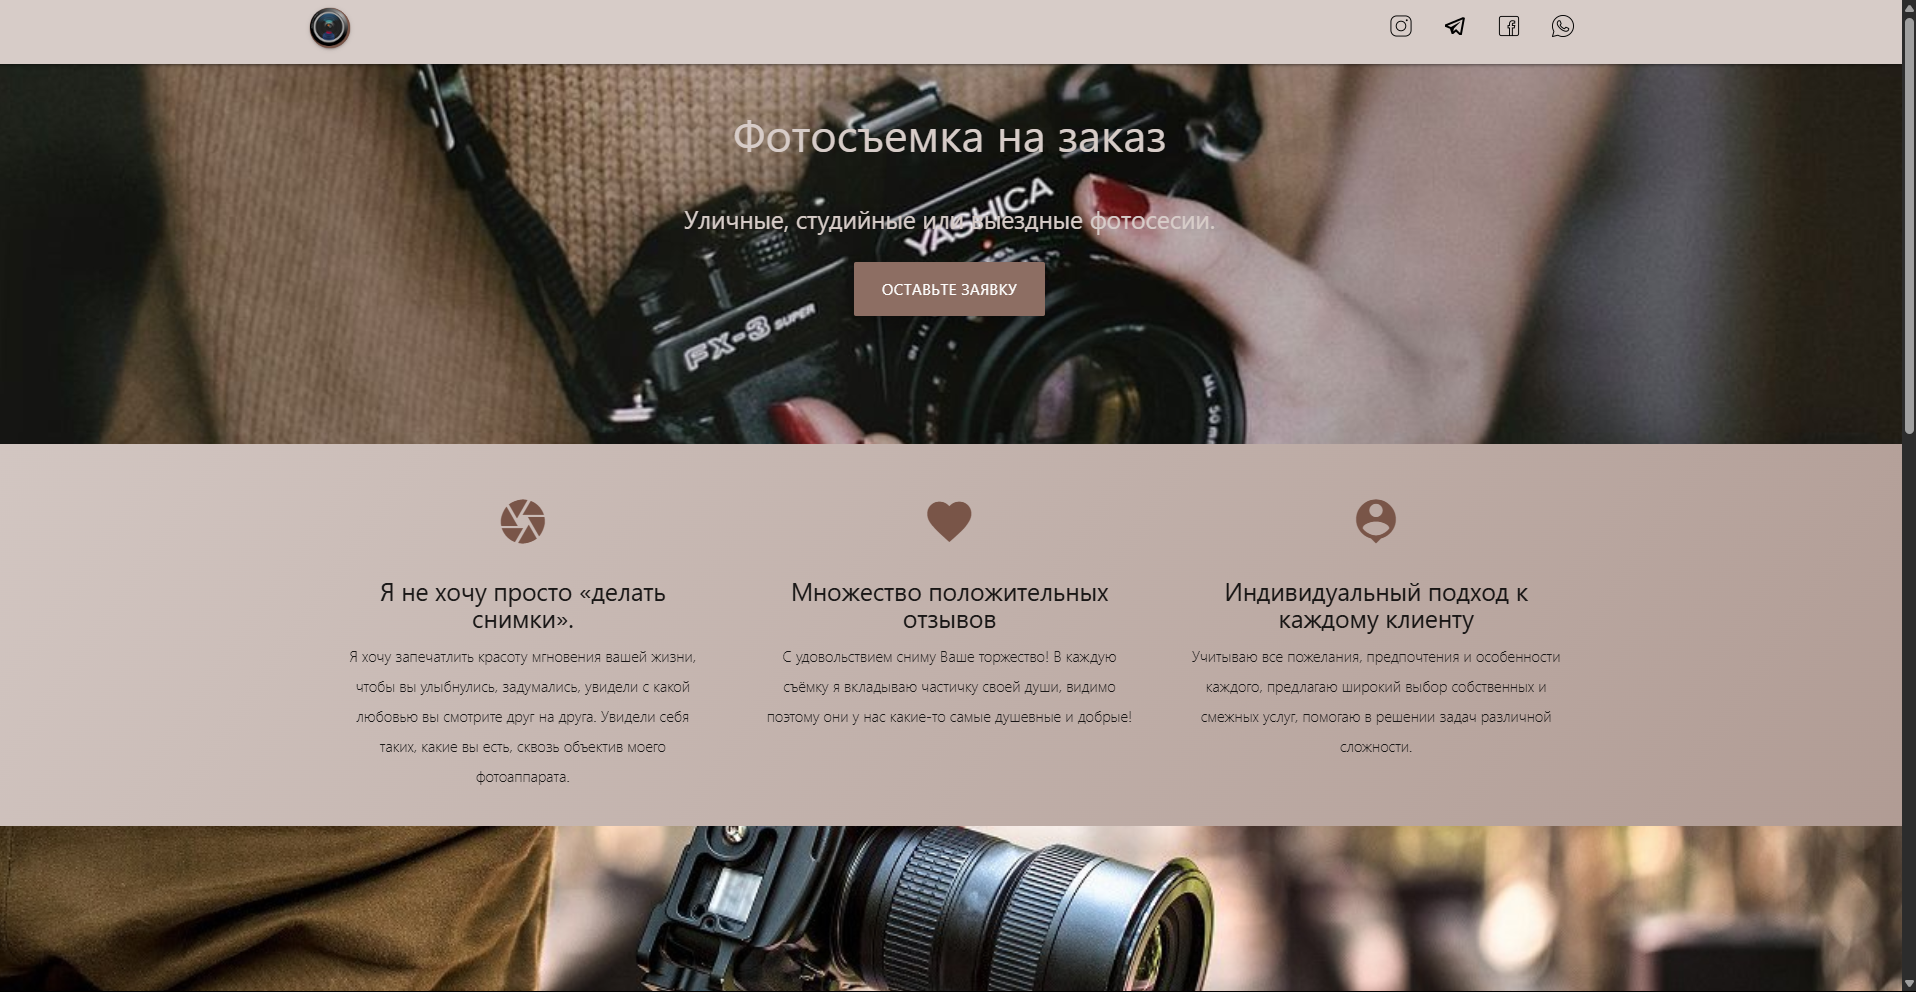 Фотосъемка на заказ
Уличные, студийные или выездные фотосесии.
YASHICA
ОСТАВЬТЕ ЗАЯВКУ
FX-3 SUPER
ML 50m
Я не хочу просто «делать
снимки».
Я хочу запечатлить красоту мгновения вашей жизни,
чтобы вы улыбнулись, задумались, увидели с какой
любовью вы смотрите друг на друга. Увидели себя
таких, какие вы есть, сквозь объектив моего
фотоаппарата.
Множество положительных
отзывов
С удовольствием сниму Ваше торжество! В каждую
съёмку я вкладываю частичку своей души, видимо
поэтому они у нас какие-то самые душевные и добрые!
Индивидуальный подход к
каждому клиенту
Учитываю все пожелания, предпочтения и особенности
каждого, предлагаю широкий выбор собственных и
смежных услуг, помогаю в решении задач различной
сложности.